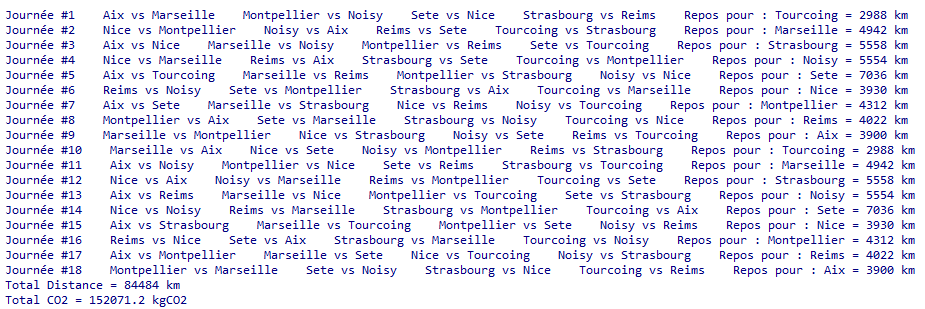 Journée #1    Aix vs Marseille    Montpellier vs Noisy    Sete vs Nice    Strasbourg vs Reims    Repos pour : Tourcoing = 2988 km
Journée #2    Nice vs Montpellier    Noisy vs Aix    Reims vs Sete    Tourcoing vs Strasbourg    Repos pour : Marseille = 4942 km
Journée #3    Aix vs Nice    Marseille vs Noisy    Montpellier vs Reims    Sete vs Tourcoing    Repos pour : Strasbourg = 5558 km
Journée #4    Nice vs Marseille    Reims vs Aix    Strasbourg vs Sete    Tourcoing vs Montpellier    Repos pour : Noisy = 5554 km
Journée #5    Aix vs Tourcoing    Marseille vs Reims    Montpellier vs Strasbourg    Noisy vs Nice    Repos pour : Sete = 7036 km
Journée #6    Reims vs Noisy    Sete vs Montpellier    Strasbourg vs Aix    Tourcoing vs Marseille    Repos pour : Nice = 3930 km
Journée #7    Aix vs Sete    Marseille vs Strasbourg    Nice vs Reims    Noisy vs Tourcoing    Repos pour : Montpellier = 4312 km
Journée #8    Montpellier vs Aix    Sete vs Marseille    Strasbourg vs Noisy    Tourcoing vs Nice    Repos pour : Reims = 4022 km
Journée #9    Marseille vs Montpellier    Nice vs Strasbourg    Noisy vs Sete    Reims vs Tourcoing    Repos pour : Aix = 3900 km
Journée #10    Marseille vs Aix    Nice vs Sete    Noisy vs Montpellier    Reims vs Strasbourg    Repos pour : Tourcoing = 2988 km
Journée #11    Aix vs Noisy    Montpellier vs Nice    Sete vs Reims    Strasbourg vs Tourcoing    Repos pour : Marseille = 4942 km
Journée #12    Nice vs Aix    Noisy vs Marseille    Reims vs Montpellier    Tourcoing vs Sete    Repos pour : Strasbourg = 5558 km
Journée #13    Aix vs Reims    Marseille vs Nice    Montpellier vs Tourcoing    Sete vs Strasbourg    Repos pour : Noisy = 5554 km
Journée #14    Nice vs Noisy    Reims vs Marseille    Strasbourg vs Montpellier    Tourcoing vs Aix    Repos pour : Sete = 7036 km
Journée #15    Aix vs Strasbourg    Marseille vs Tourcoing    Montpellier vs Sete    Noisy vs Reims    Repos pour : Nice = 3930 km
Journée #16    Reims vs Nice    Sete vs Aix    Strasbourg vs Marseille    Tourcoing vs Noisy    Repos pour : Montpellier = 4312 km
Journée #17    Aix vs Montpellier    Marseille vs Sete    Nice vs Tourcoing    Noisy vs Strasbourg    Repos pour : Reims = 4022 km
Journée #18    Montpellier vs Marseille    Sete vs Noisy    Strasbourg vs Nice    Tourcoing vs Reims    Repos pour : Aix = 3900 km
Total Distance = 84484 km
Total CO2 = 152071.2 kgCO2